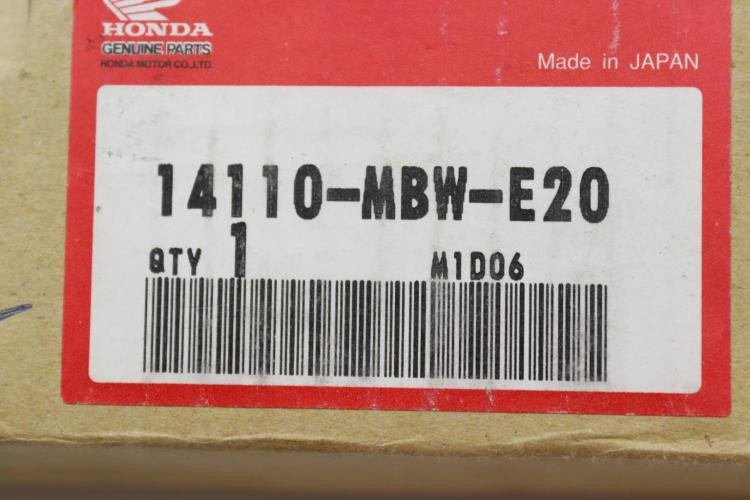 HONDA
GENUINE PARTS
HONDA MOTOR CO.,LTD.
Made in JAPAN
14110-MBW-E20
QTY 1 M1D06